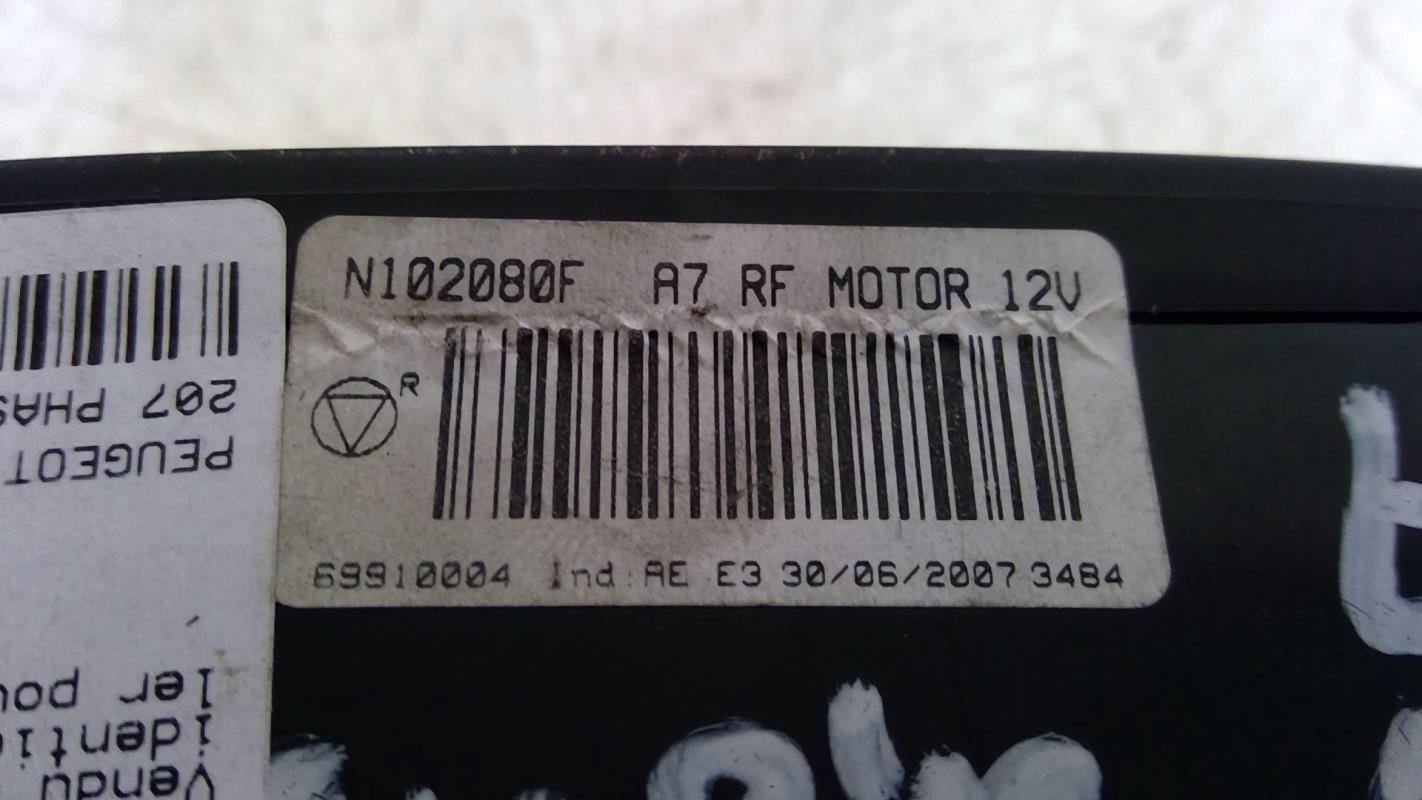 N102080F A7 RF MOTOR 12V
R
69910004 Ind:AE E3 30/06/2007 3484
Vendu
identi
1er pou
PEUGEOT
207 PHAS